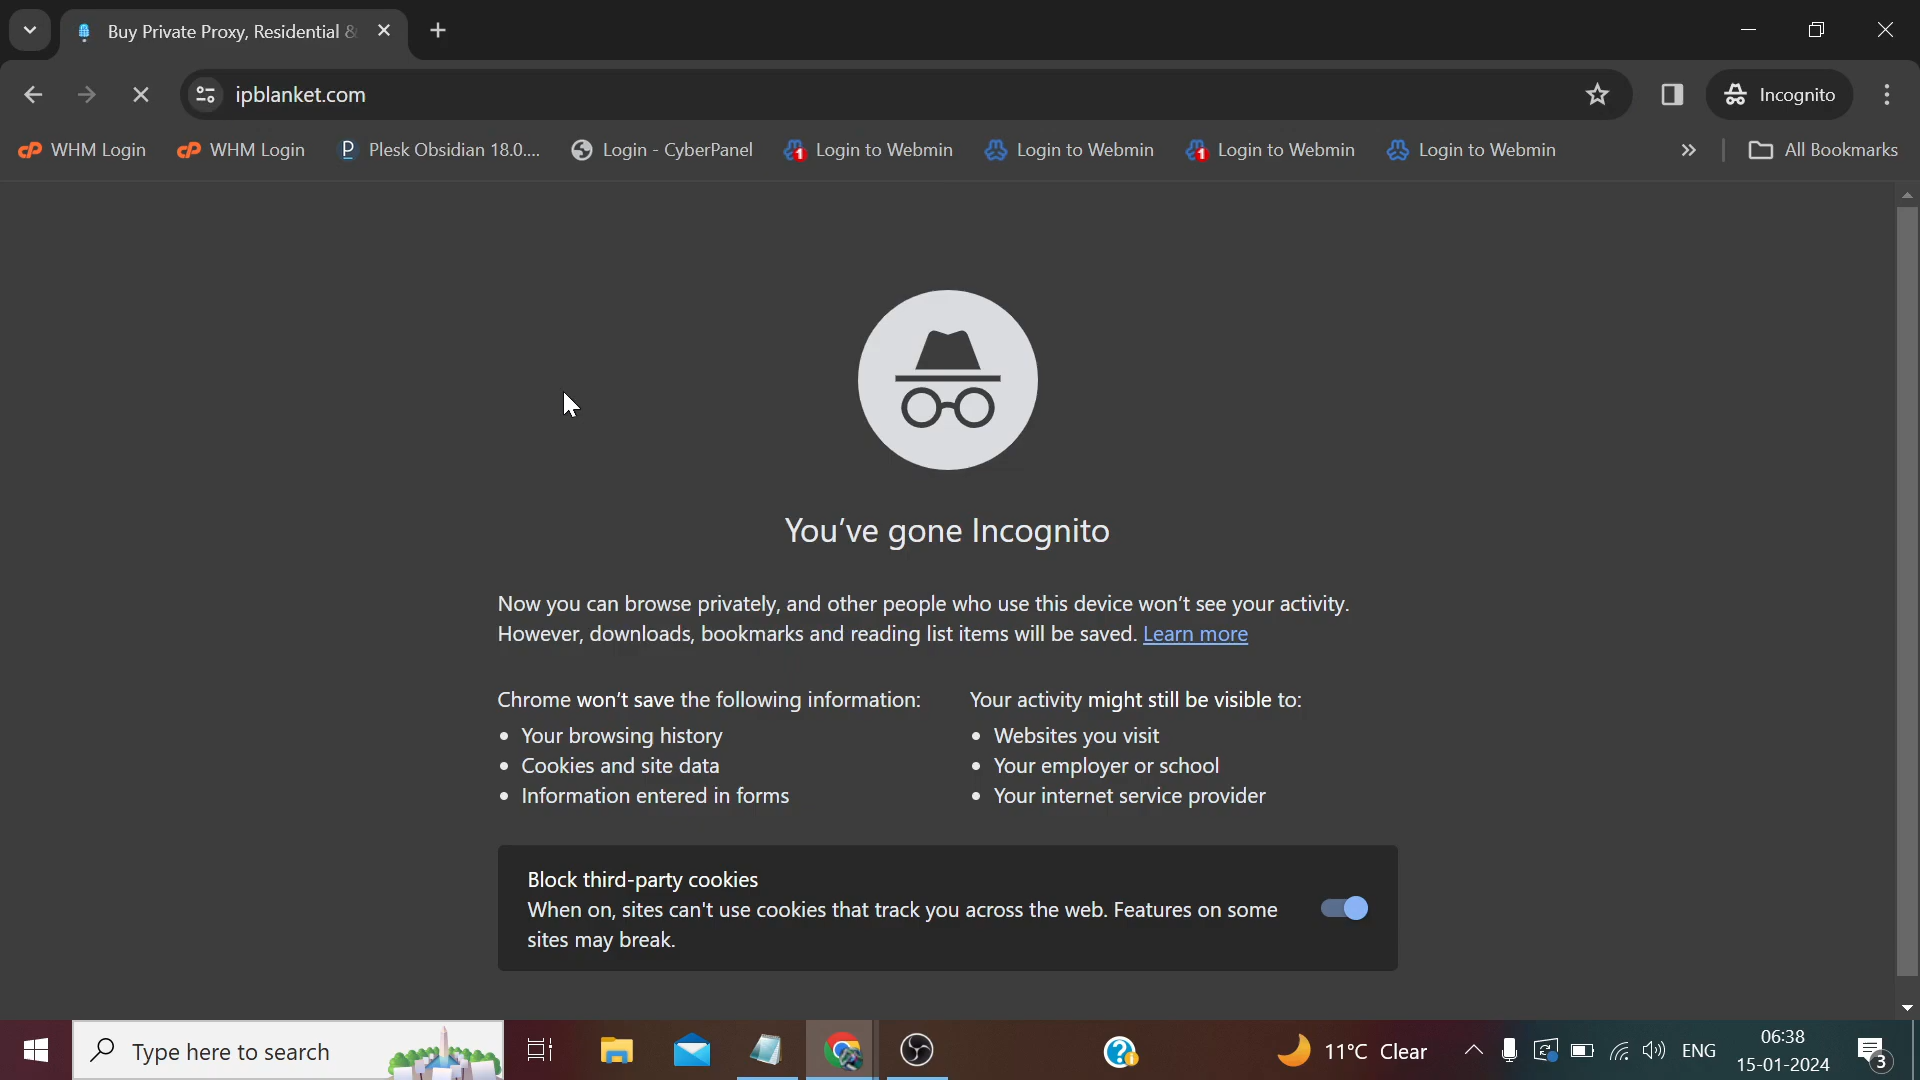 Buy Private Proxy, Residential &
ipblanket.com
Incognito
WHM Login
WHM Login
Plesk Obsidian 18.0....
Login - CyberPanel
Login to Webmin
Login to Webmin
Login to Webmin
Login to Webmin
All Bookmarks
You've gone Incognito
Now you can browse privately, and other people who use this device won't see your activity.
However, downloads, bookmarks and reading list items will be saved. Learn more
Chrome won't save the following information:
• Your browsing history
• Cookies and site data
• Information entered in forms
Your activity might still be visible to:
• Websites you visit
• Your employer or school
• Your internet service provider
Block third-party cookies
When on, sites can't use cookies that track you across the web. Features on some
sites may break.
Type here to search
11°C Clear
ENG
06:38
15-01-2024
3